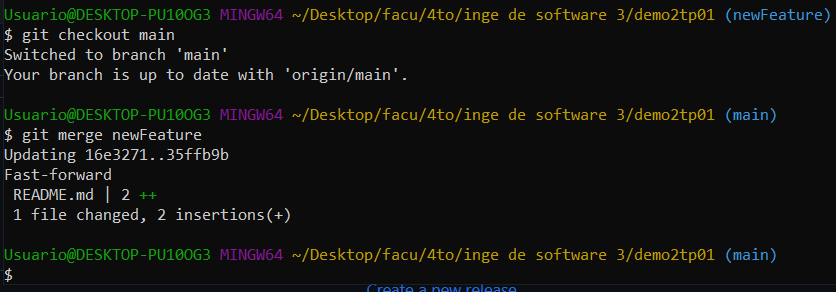 Usuario@DESKTOP-PU10OG3 MINGW64 ~/Desktop/facu/4to/inge de software 3/demo2tp01 (newFeature)
$ git checkout main
Switched to branch 'main'
Your branch is up to date with 'origin/main'.
Usuario@DESKTOP-PU10OG3 MINGW64 ~/Desktop/facu/4to/inge de software 3/demo2tp01 (main)
$ git merge newFeature
Updating 16e3271..35ffb9b
Fast-forward
 README.md | 2 ++
 1 file changed, 2 insertions(+)
Usuario@DESKTOP-PU10OG3 MINGW64 ~/Desktop/facu/4to/inge de software 3/demo2tp01 (main)
$
Create a new release